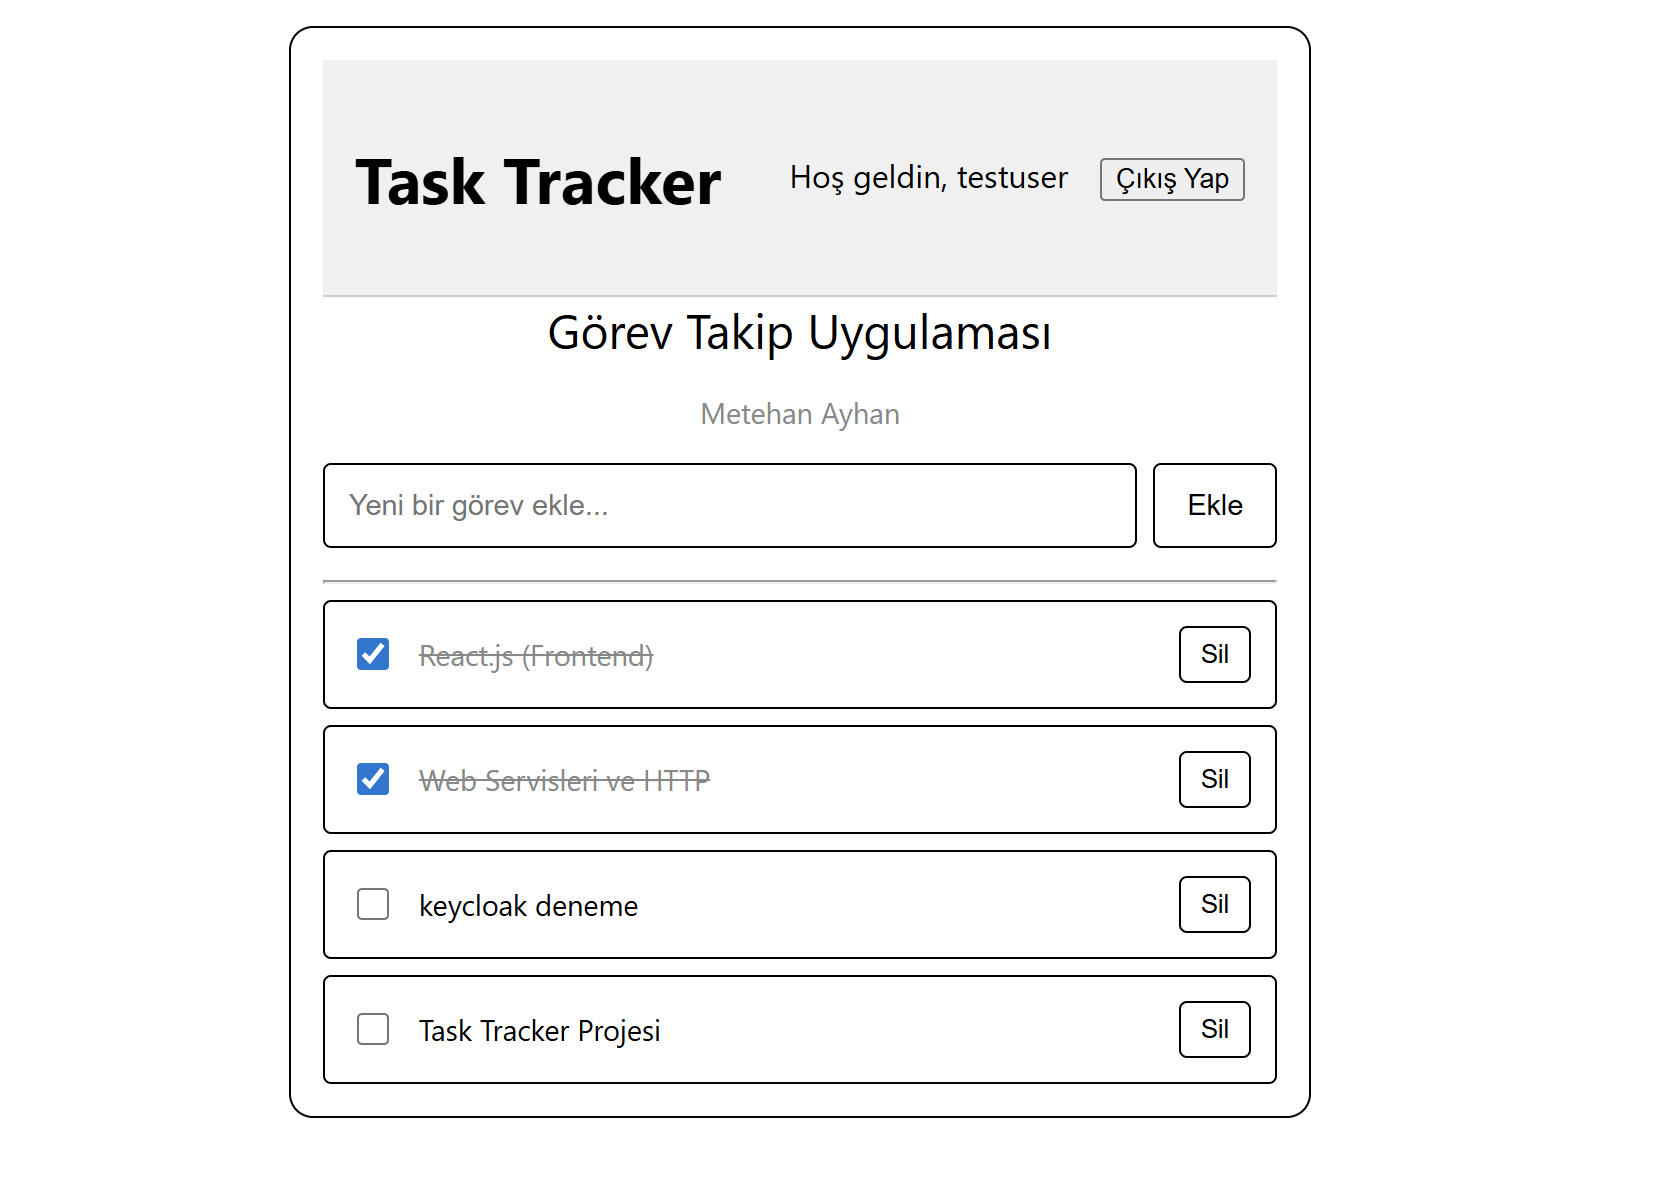 Task Tracker
Hoş geldin, testuser
Çıkış Yap
Görev Takip Uygulaması
Metehan Ayhan
Yeni bir görev ekle...
Ekle
React.js (Frontend)
Sil
Web Servisleri ve HTTP
Sil
keycloak deneme
Sil
Task Tracker Projesi
Sil